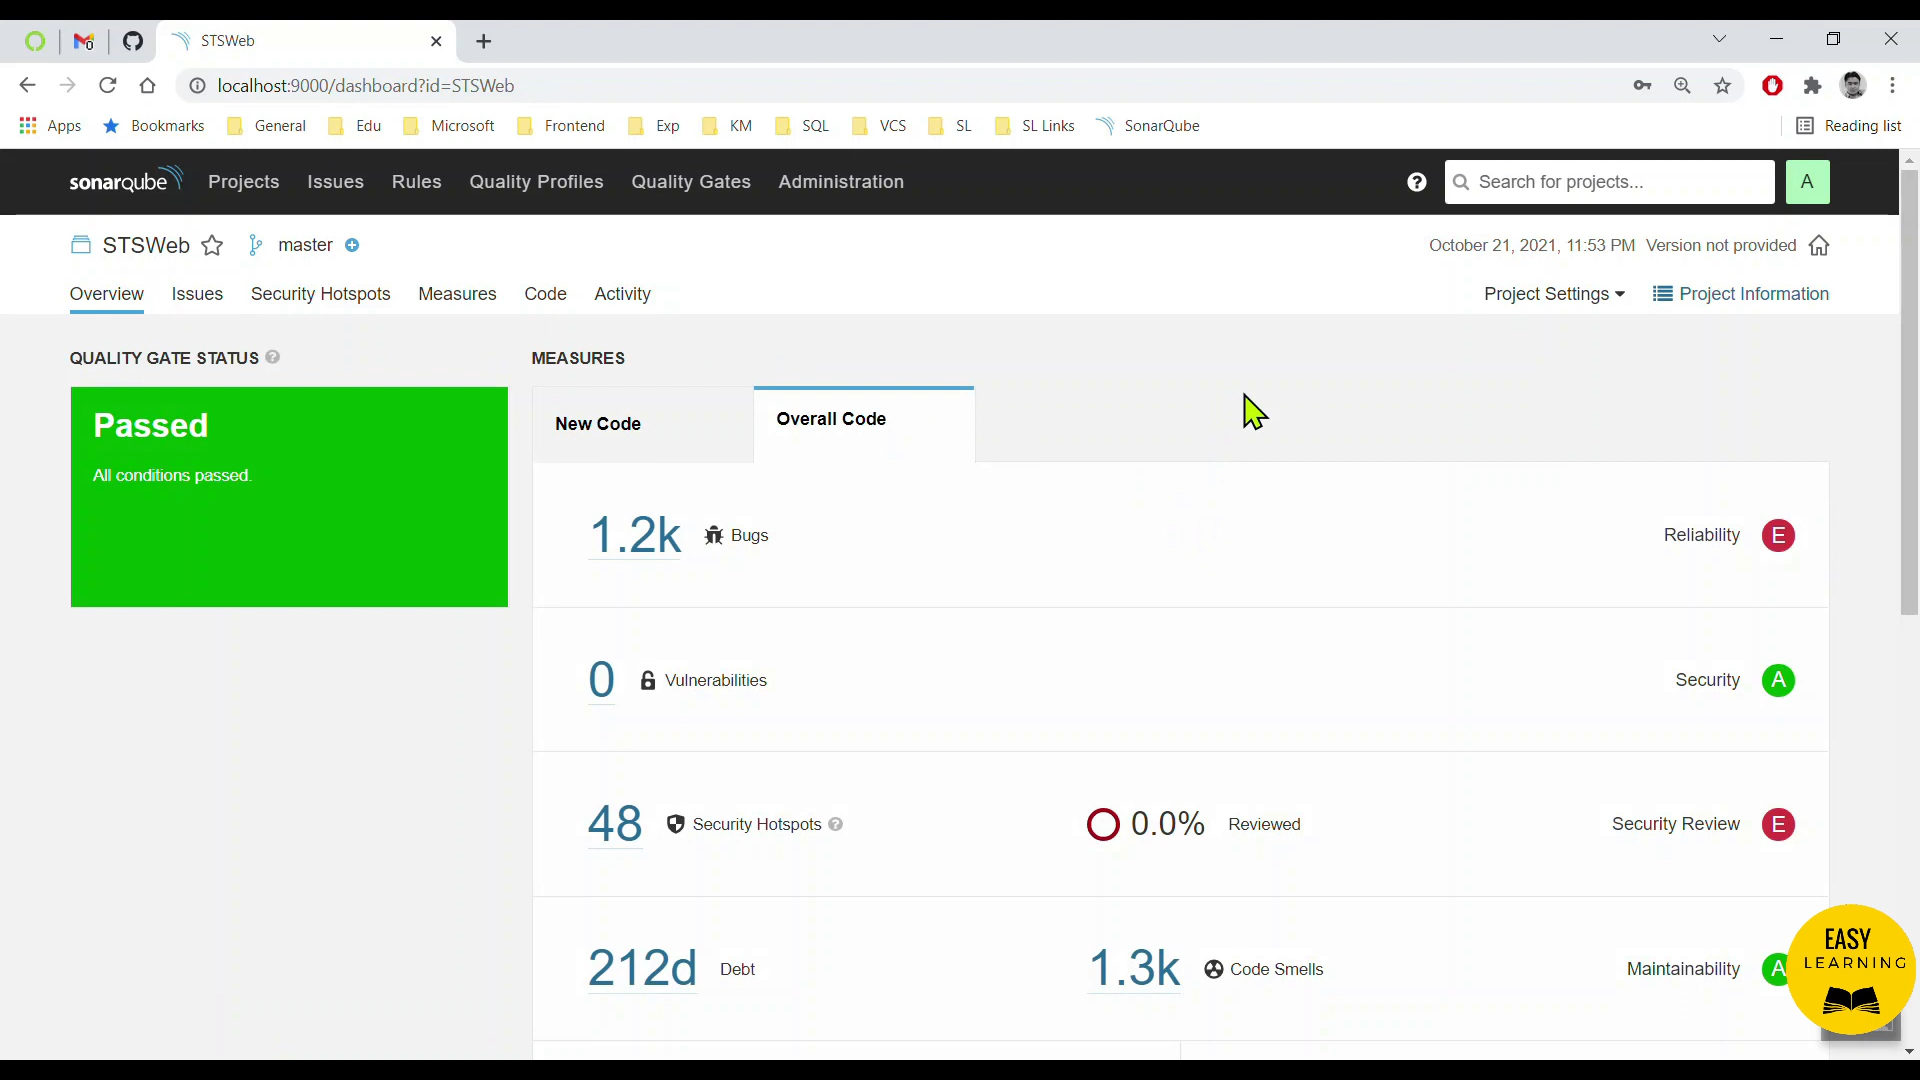 STSWeb
localhost:9000/dashboard?id=STSWeb
Apps Bookmarks General Edu Microsoft Frontend Exp KM SQL VCS SL SL Links SonarQube Reading list
sonarqube Projects Issues Rules Quality Profiles Quality Gates Administration ? Search for projects... A
STSWeb master October 21, 2021, 11:53 PM Version not provided
Overview Issues Security Hotspots Measures Code Activity Project Settings Project Information
QUALITY GATE STATUS ? MEASURES
Passed
All conditions passed.
New Code Overall Code
1.2k Bugs Reliability E
0 Vulnerabilities Security A
48 Security Hotspots ? 0.0% Reviewed Security Review E
212d Debt 1.3k Code Smells Maintainability A
EASY
LEARNING